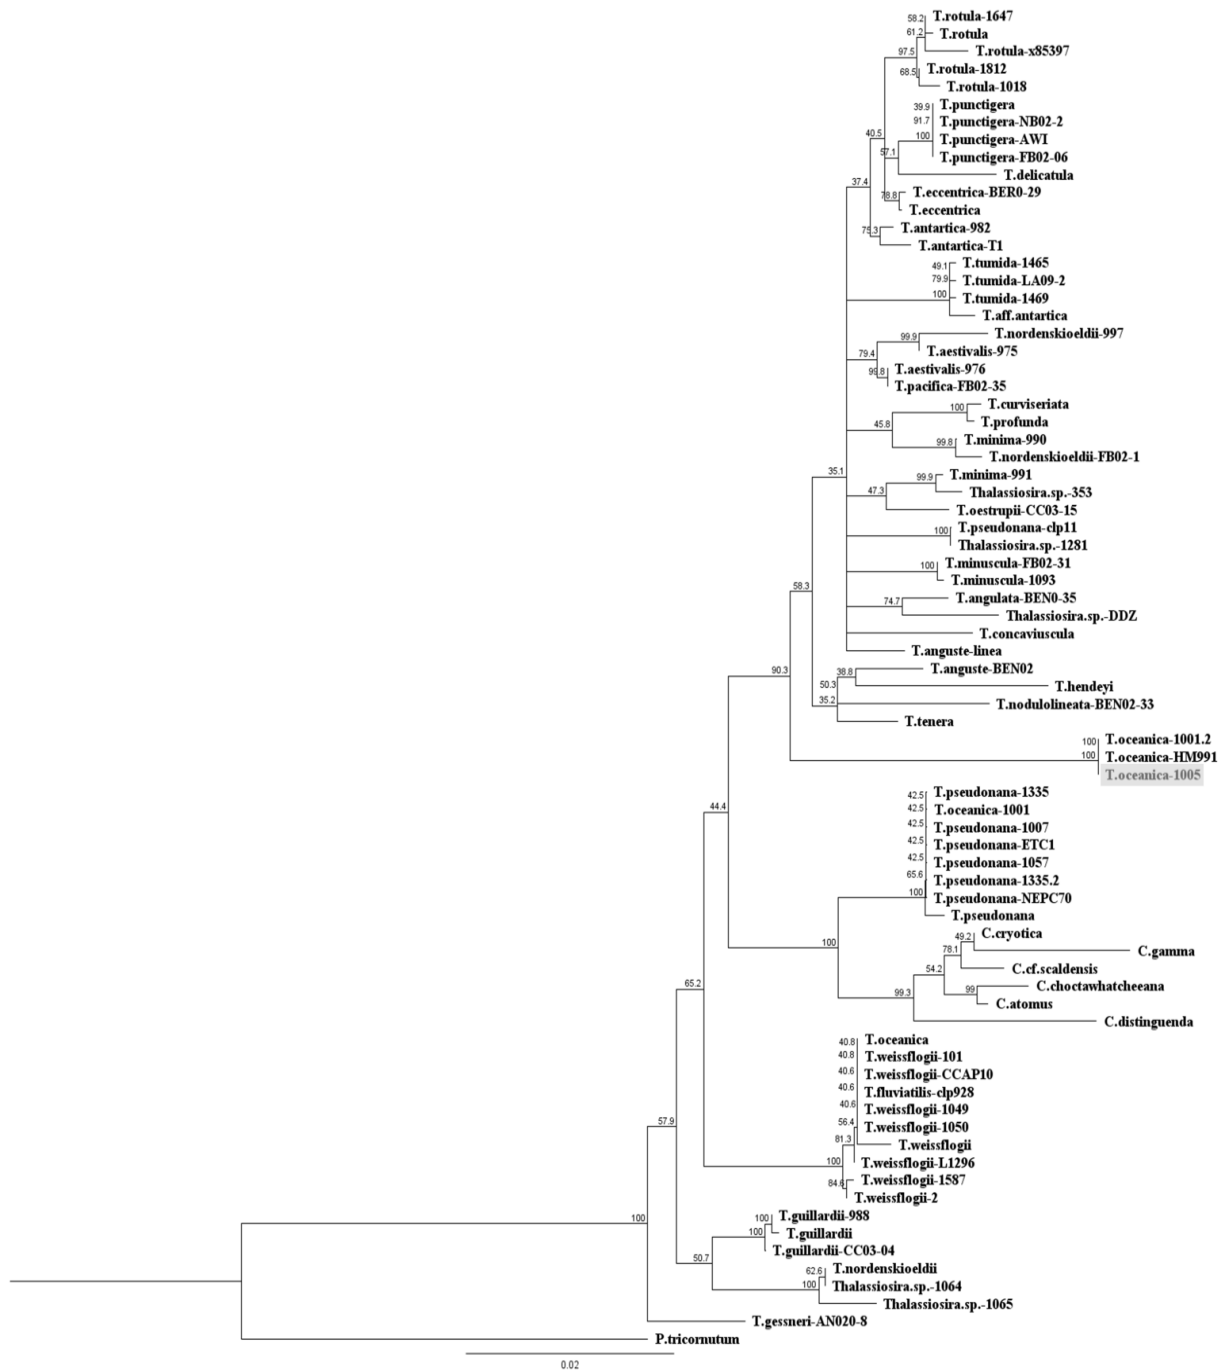 58.2 T.rotula-1647
61.2 T.rotula
T.rotula-x85397
97.5
T.rotula-1812
68.5
T.rotula-1018
39.9 T.punctigera
91.7 T.punctigera-NB02-2
40.5 100 T.punctigera-AWI
57.1 T.punctigera-FB02-06
T.delicatula
37.4 78.8 T.eccentrica-BER0-29
T.eccentrica
75.3 T.antartica-982
T.antartica-T1
49.1 T.tumida-1465
79.9 T.tumida-LA09-2
100 T.tumida-1469
T.aff.antartica
99.9 T.nordenskioeldii-997
79.4 T.aestivalis-975
99.8 T.aestivalis-976
T.pacifica-FB02-35
100 T.curviseriata
45.8 T.profunda
99.8 T.minima-990
T.nordenskioeldii-FB02-1
35.1 99.9 T.minima-991
47.3 Thalassiosira.sp.-353
T.oestrupii-CC03-15
100 T.pseudonana-clp11
Thalassiosira.sp.-1281
100 T.minuscula-FB02-31
T.minuscula-1093
58.3 74.7 T.angulata-BEN0-35
Thalassiosira.sp.-DDZ
T.concaviuscula
T.anguste-linea
90.3 38.8 T.anguste-BEN02
50.3 T.hendeyi
35.2 T.nodulolineata-BEN02-33
T.tenera
100 T.oceanica-1001.2
100 T.oceanica-HM991
T.oceanica-1005
42.5 T.pseudonana-1335
44.4 42.5 T.oceanica-1001
42.5 T.pseudonana-1007
42.5 T.pseudonana-ETC1
42.5 T.pseudonana-1057
65.6 T.pseudonana-1335.2
100 T.pseudonana-NEPC70
T.pseudonana
49.2 C.cryotica
100 78.1 C.gamma
54.2 C.cf.scaldensis
65.2 99.3 99 C.choctawhatcheeana
C.atomus
C.distinguenda
40.8 T.oceanica
40.8 T.weissflogii-101
40.6 T.weissflogii-CCAP10
40.6 T.fluviatilis-clp928
40.6 T.weissflogii-1049
57.9 56.4 T.weissflogii-1050
81.3 T.weissflogii
100 T.weissflogii-L1296
84.6 T.weissflogii-1587
T.weissflogii-2
100 100 T.guillardii-988
100 T.guillardii
50.7 T.guillardii-CC03-04
62.6 T.nordenskioeldii
100 Thalassiosira.sp.-1064
Thalassiosira.sp.-1065
T.gessneri-AN020-8
P.tricornutum
0.02